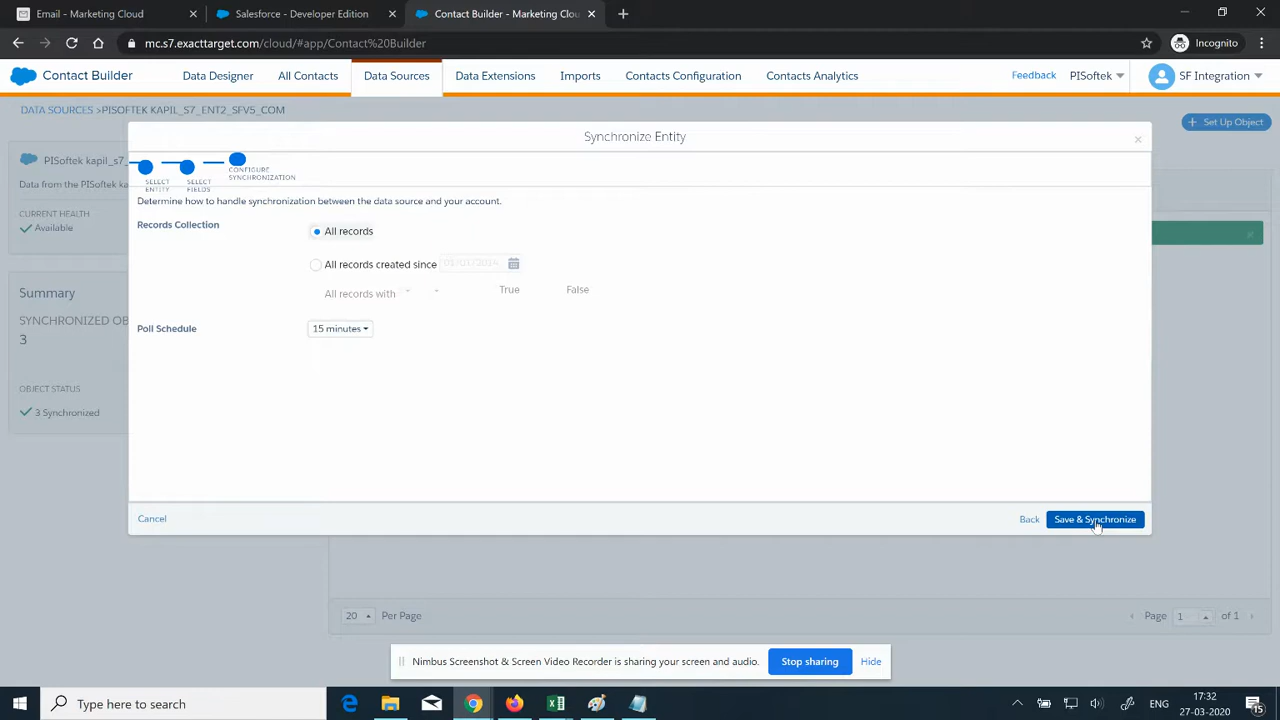 Email - Marketing Cloud
Salesforce - Developer Edition
Contact Builder - Marketing Clou
mc.s7.exacttarget.com/cloud/#app/Contact%20Builder
Incognito
Contact Builder
Data Designer
All Contacts
Data Sources
Data Extensions
Imports
Contacts Configuration
Contacts Analytics
Feedback
PISoftek
SF Integration
DATA SOURCES >PISOFTEK KAPIL_S7_ENT2_SFV5_COM
Set Up Object
Synchronize Entity
PISoftek kapil_s7_
Data from the PISoftek ka
CURRENT HEALTH
Available
Summary
SYNCHRONIZED OB
3
OBJECT STATUS
3 Synchronized
SELECT
ENTITY
SELECT
FIELDS
CONFIGURE
SYNCHRONIZATION
Determine how to handle synchronization between the data source and your account.
Records Collection
All records
All records created since 01/01/2014
All records with
True
False
Poll Schedule
15 minutes
Cancel
Back
Save & Synchronize
20 Per Page
Page 1 of 1
Nimbus Screenshot & Screen Video Recorder is sharing your screen and audio.
Stop sharing
Hide
Type here to search
ENG
17:32
27-03-2020
15